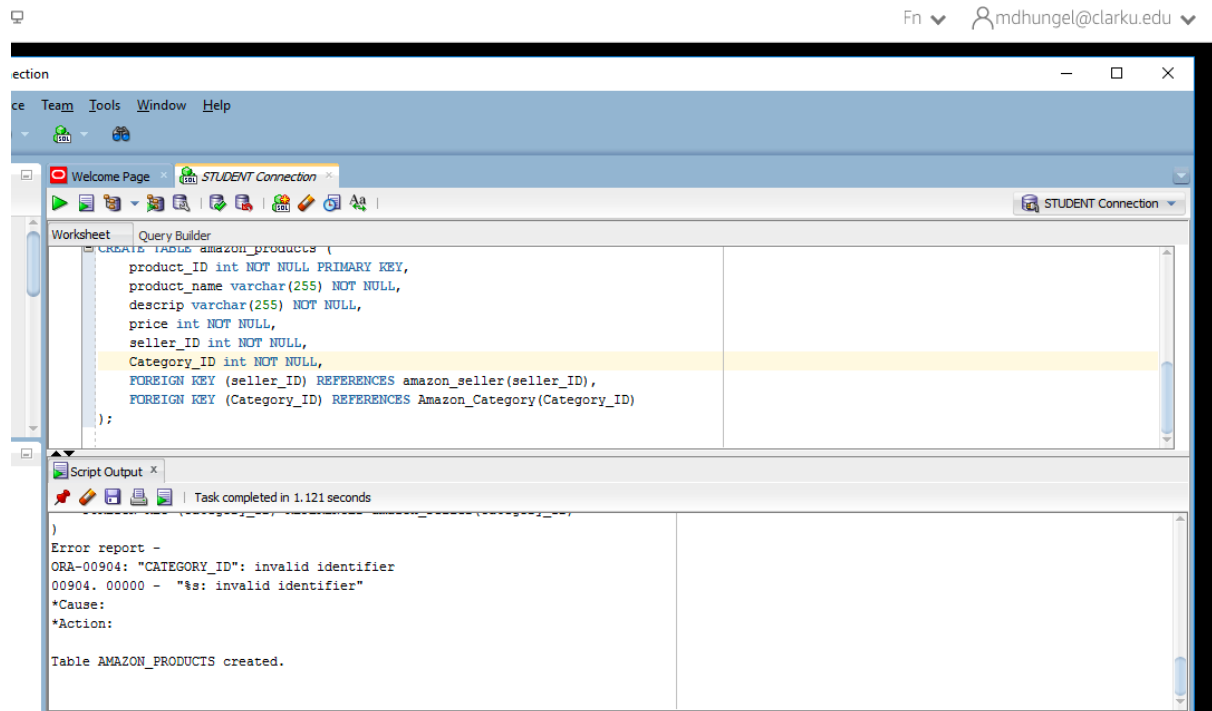 Fn mdhungel@clarku.edu
ection
ce Team Tools Window Help
Welcome Page STUDENT Connection
STUDENT Connection
Worksheet Query Builder
CREATE TABLE amazon_products (
product_ID int NOT NULL PRIMARY KEY,
product_name varchar(255) NOT NULL,
descrip varchar(255) NOT NULL,
price int NOT NULL,
seller_ID int NOT NULL,
Category_ID int NOT NULL,
FOREIGN KEY (seller_ID) REFERENCES amazon_seller(seller_ID),
FOREIGN KEY (Category_ID) REFERENCES Amazon_Category(Category_ID)
);
Script Output x
Task completed in 1.121 seconds
)
Error report -
ORA-00904: "CATEGORY_ID": invalid identifier
00904. 00000 - "%s: invalid identifier"
*Cause:
*Action:
Table AMAZON_PRODUCTS created.